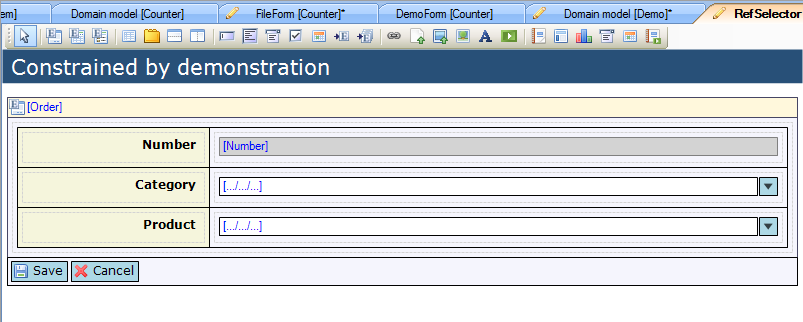 em] Domain model [Counter] FileForm [Counter]* DemoForm [Counter] Domain model [Demo]* RefSelector
Constrained by demonstration
[Order]
Number [Number]
Category [.../.../...]
Product [.../.../...]
Save Cancel